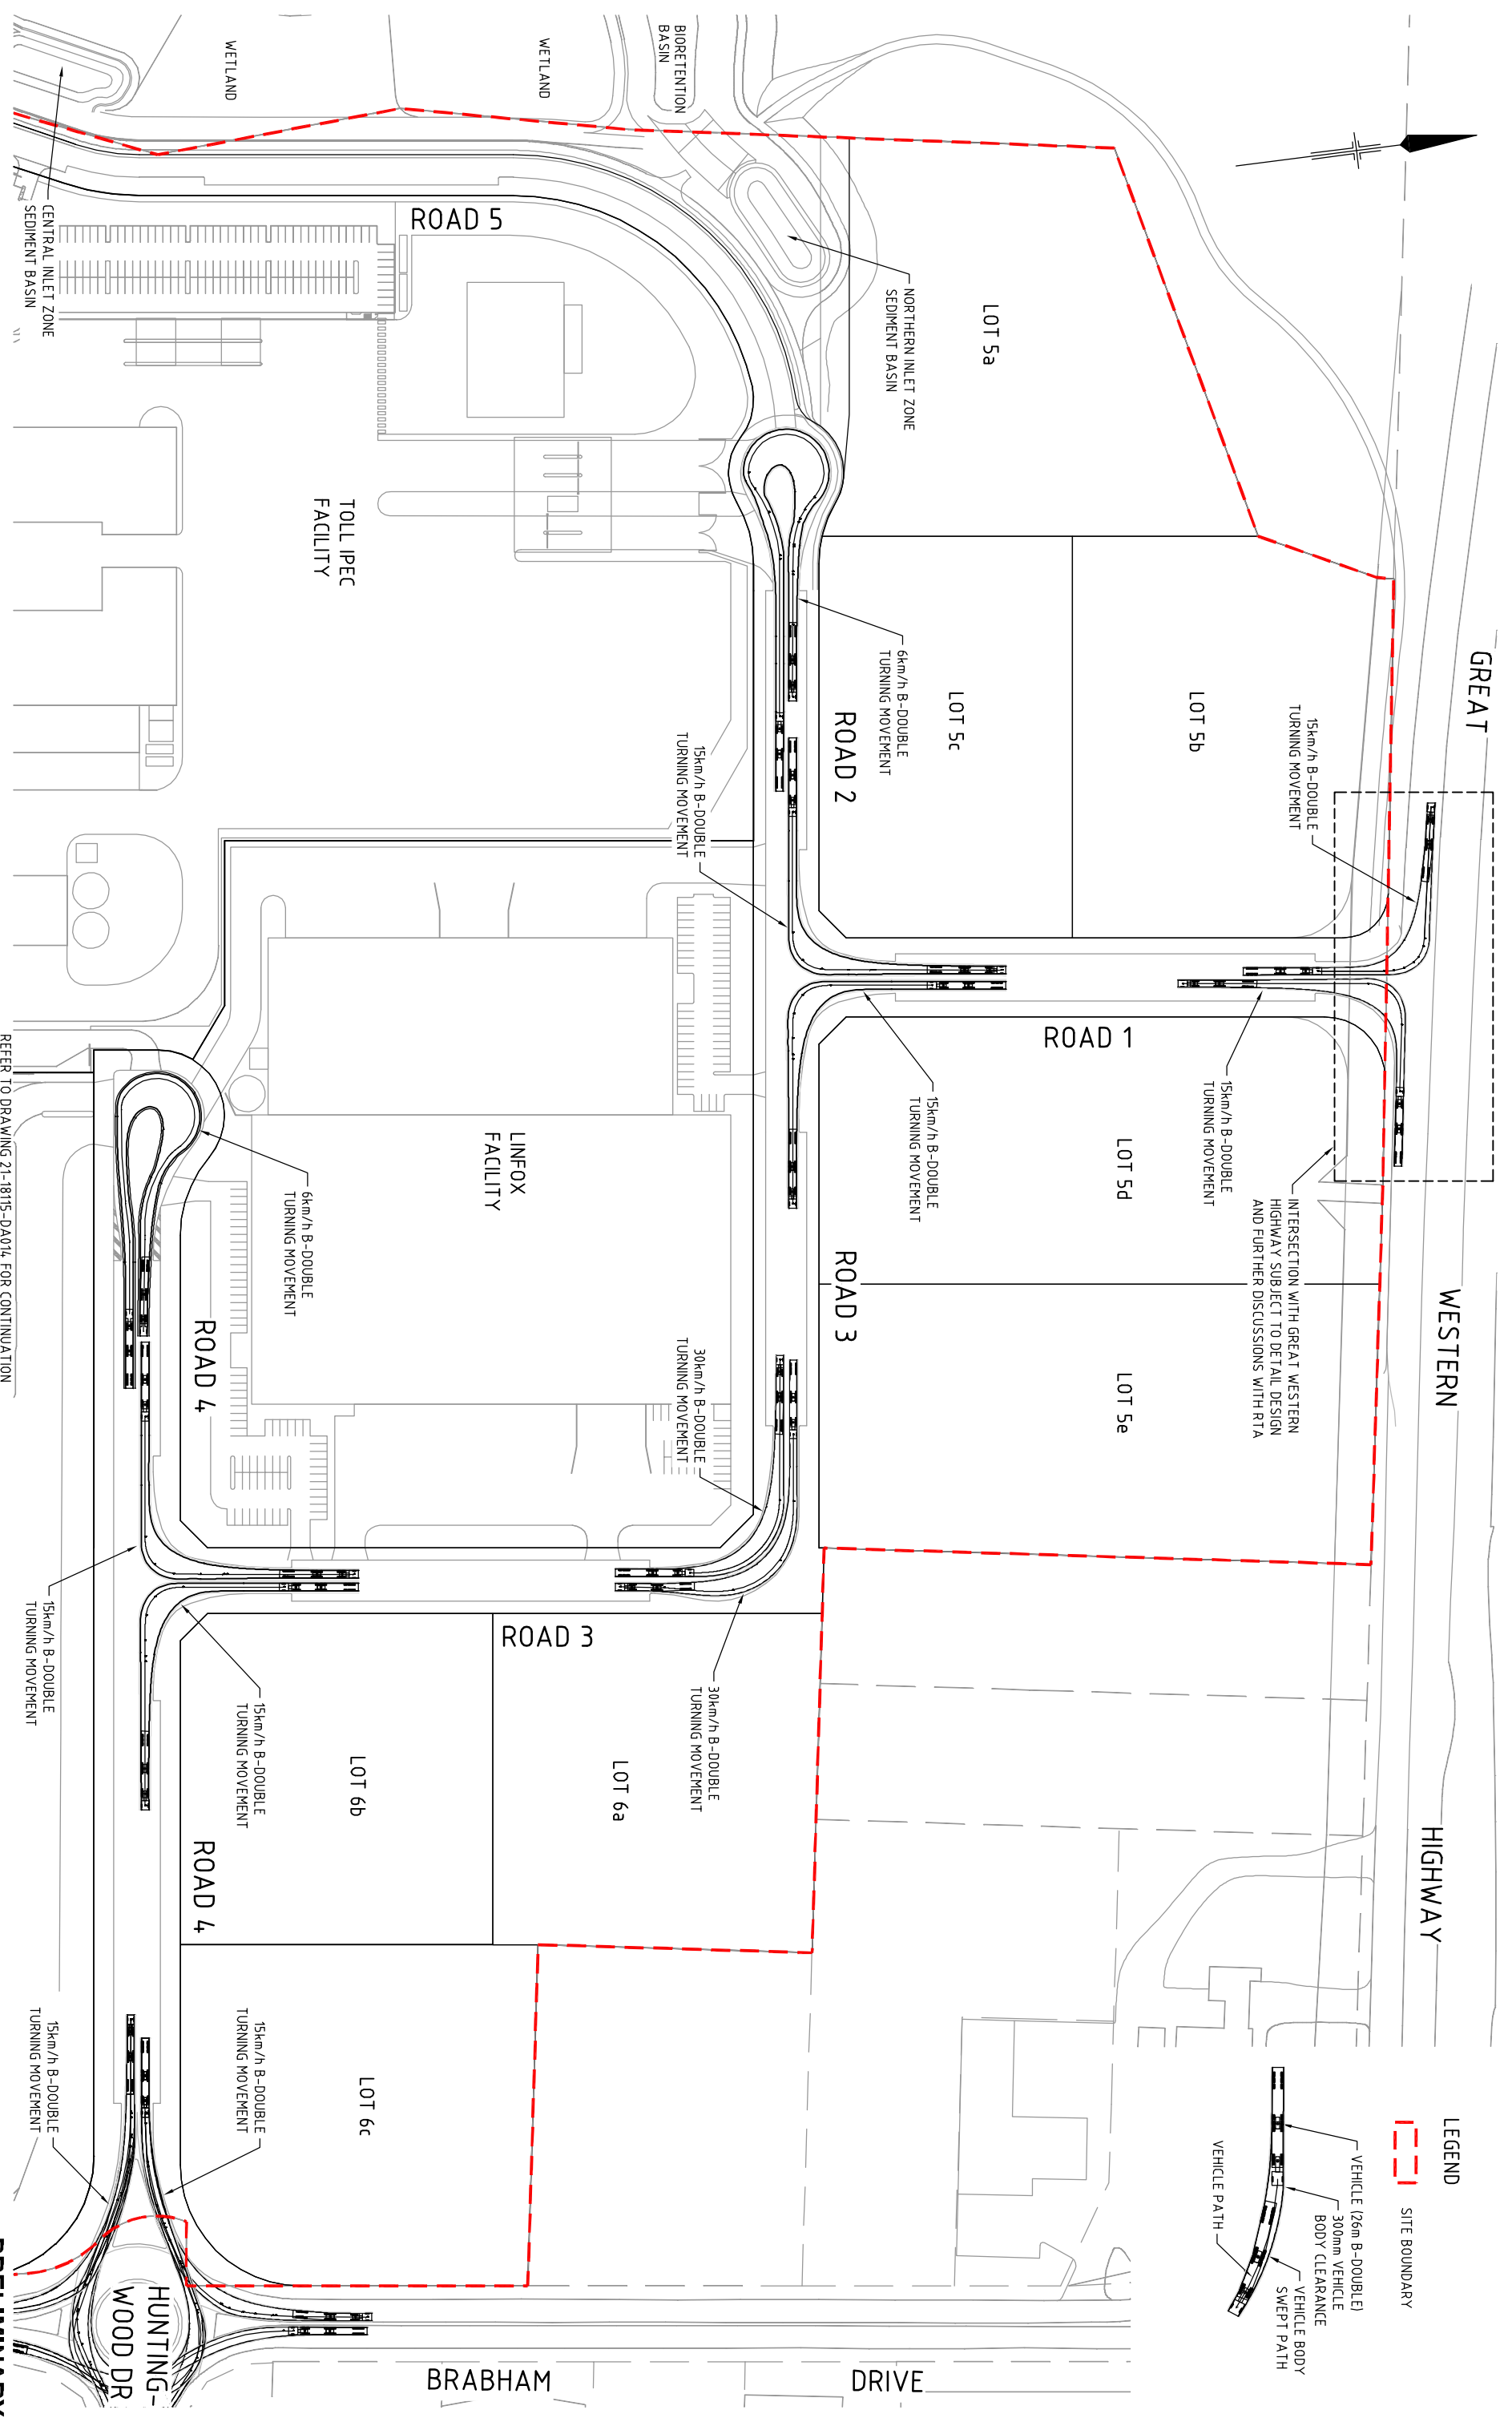 GREAT
WESTERN
HIGHWAY
LEGEND
SITE BOUNDARY
VEHICLE (26m B-DOUBLE)
300mm VEHICLE
BODY CLEARANCE
VEHICLE BODY
SWEPT PATH
VEHICLE PATH
15km/h B-DOUBLE
TURNING MOVEMENT
15km/h B-DOUBLE
TURNING MOVEMENT
INTERSECTION WITH GREAT WESTERN
HIGHWAY SUBJECT TO DETAIL DESIGN
AND FURTHER DISCUSSIONS WITH RTA
LOT 5a
LOT 5b
LOT 5c
LOT 5d
LOT 5e
ROAD 1
NORTHERN INLET ZONE
SEDIMENT BASIN
6km/h B-DOUBLE
TURNING MOVEMENT
15km/h B-DOUBLE
TURNING MOVEMENT
ROAD 2
ROAD 3
BIORETENTION
BASIN
15km/h B-DOUBLE
TURNING MOVEMENT
30km/h B-DOUBLE
TURNING MOVEMENT
30km/h B-DOUBLE
TURNING MOVEMENT
WETLAND
WETLAND
ROAD 5
TOLL IPEC
FACILITY
LINFOX
FACILITY
ROAD 3
LOT 6a
LOT 6b
LOT 6c
6km/h B-DOUBLE
TURNING MOVEMENT
15km/h B-DOUBLE
TURNING MOVEMENT
15km/h B-DOUBLE
TURNING MOVEMENT
ROAD 4
ROAD 4
CENTRAL INLET ZONE
SEDIMENT BASIN
15km/h B-DOUBLE
TURNING MOVEMENT
15km/h B-DOUBLE
TURNING MOVEMENT
HUNTING-
WOOD DR
BRABHAM
DRIVE
REFER TO DRAWING 21-18115-DA014 FOR CONTINUATION